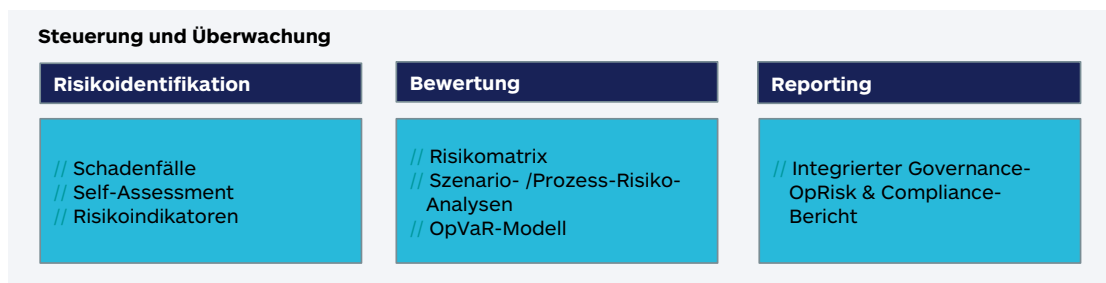 Steuerung und Überwachung
Risikoidentifikation
// Schadenfälle
// Self-Assessment
// Risikoindikatoren
Bewertung
// Risikomatrix
// Szenario- /Prozess-Risiko-
Analysen
// OpVaR-Modell
Reporting
// Integrierter Governance-
OpRisk & Compliance-
Bericht